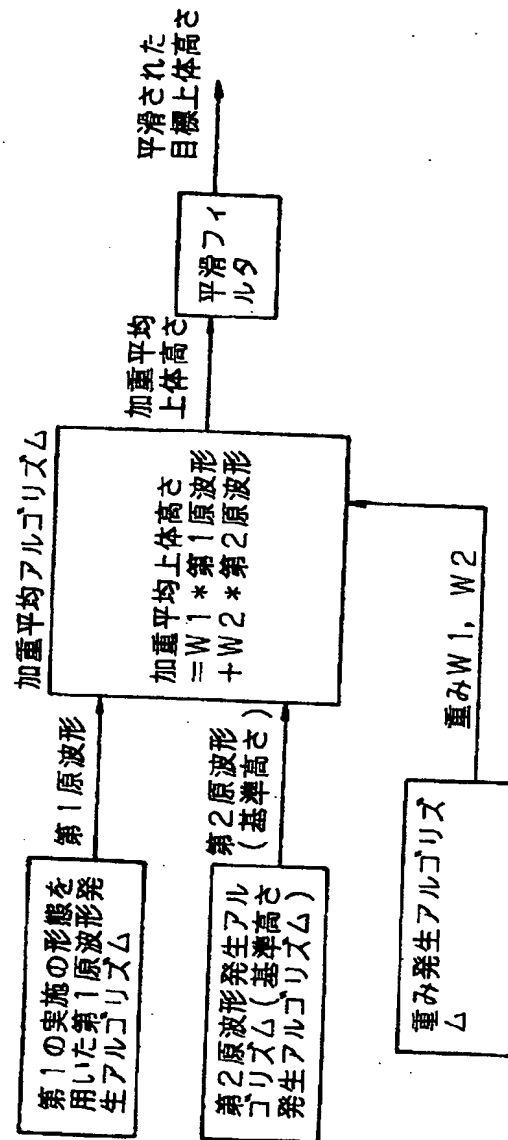 第1の実施の形態を
用いた第1原波形発
生アルゴリズム
第1原波形
第2原波形発生アル
ゴリズム(基準高さ
発生アルゴリズム)
第2原波形
(基準高さ)
重み発生アルゴリズ
ム
重みW1, W2
加重平均アルゴリズム
加重平均上体高さ
=W1*第1原波形
+W2*第2原波形
加重平均
上体高さ
平滑フィ
ルタ
平滑された
目標上体高さ